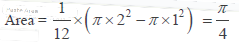 Area = 1/12 × (π × 2² − π × 1²) = π/4